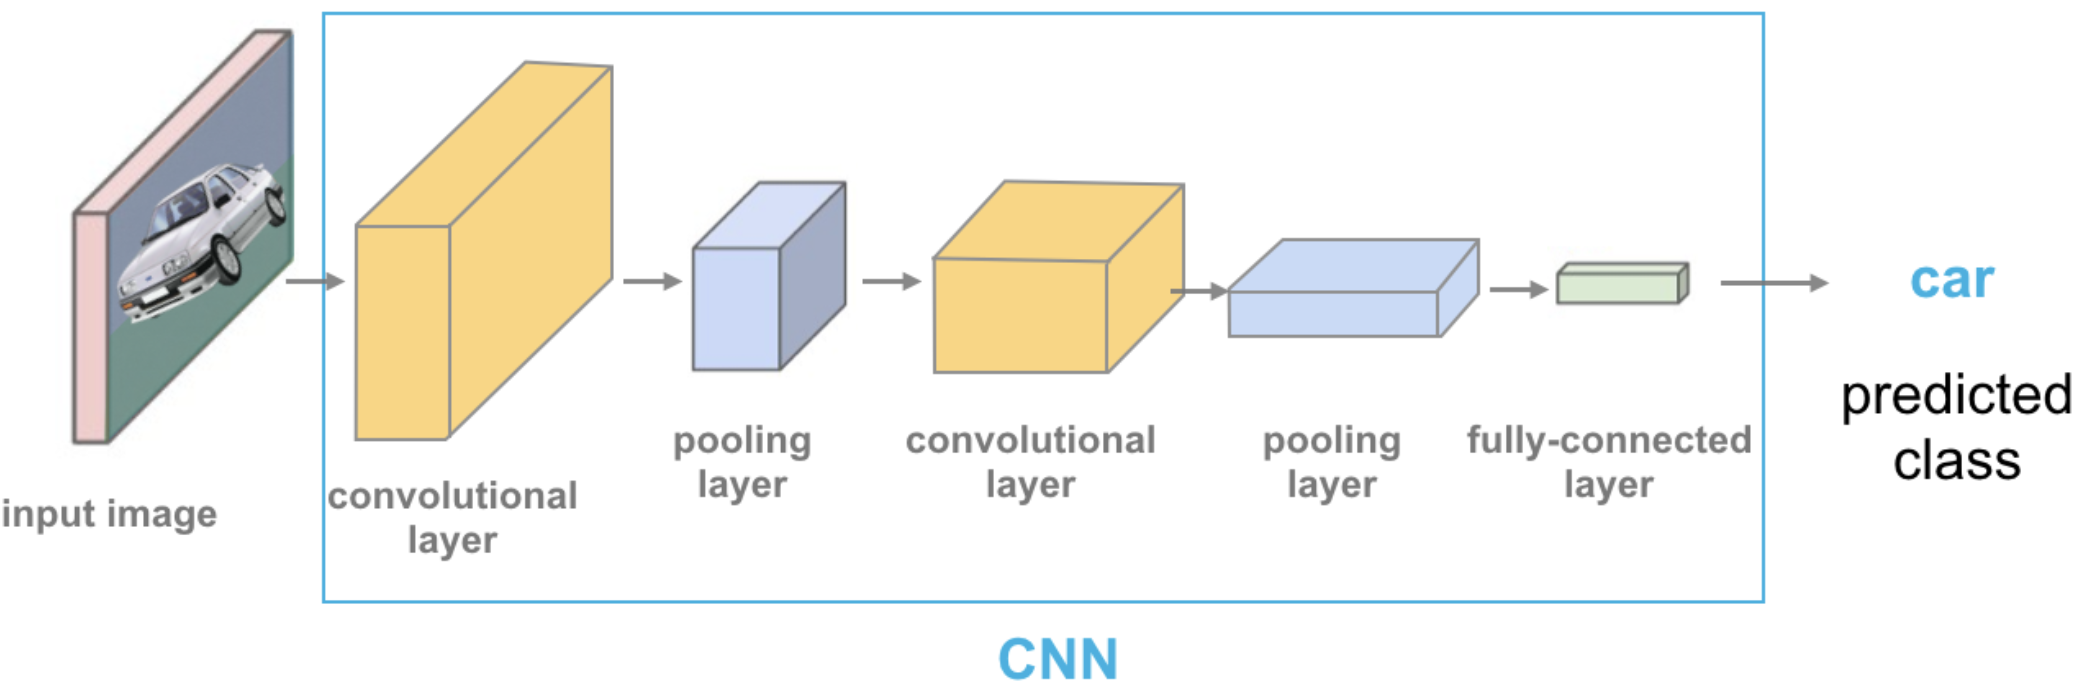 input image
convolutional
layer
pooling
layer
convolutional
layer
pooling
layer
fully-connected
layer
car
predicted
class
CNN